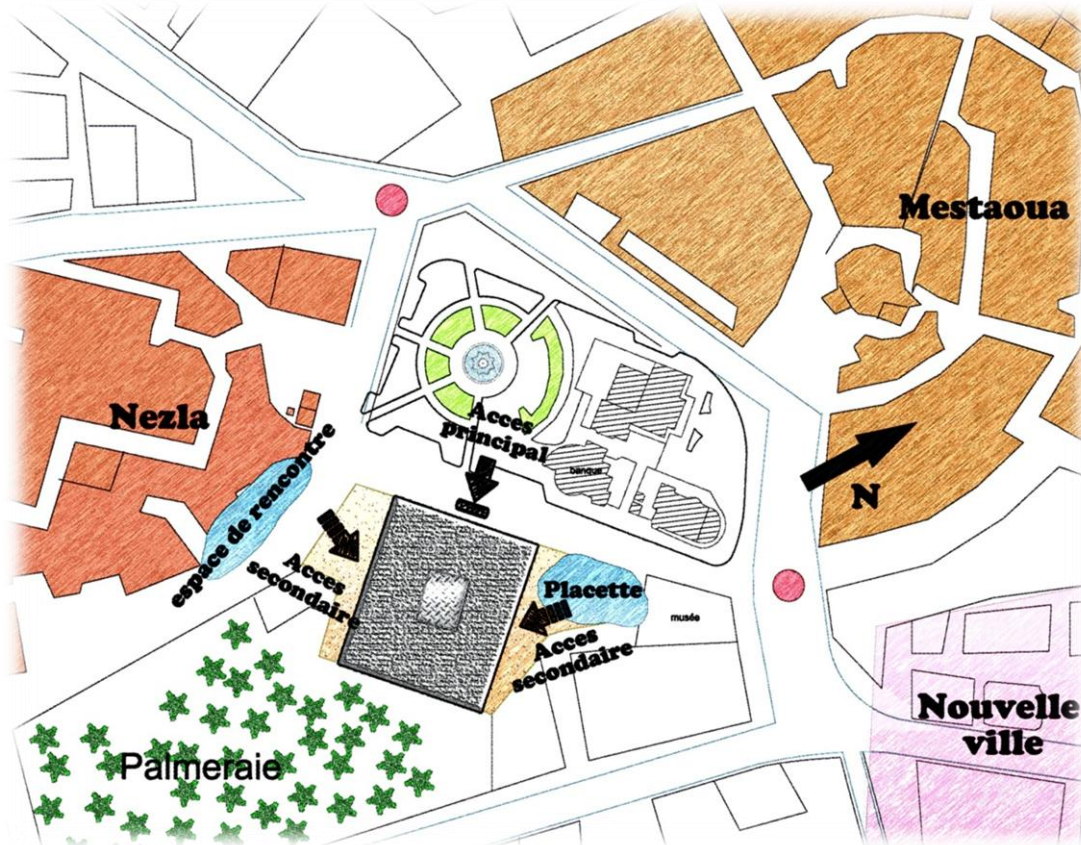 Mestaoua
Nezla
Acces
principal
banque
N
espace de rencontre
Acces
secondaire
Placette
musée
Acces
secondaire
Nouvelle
ville
Palmeraie